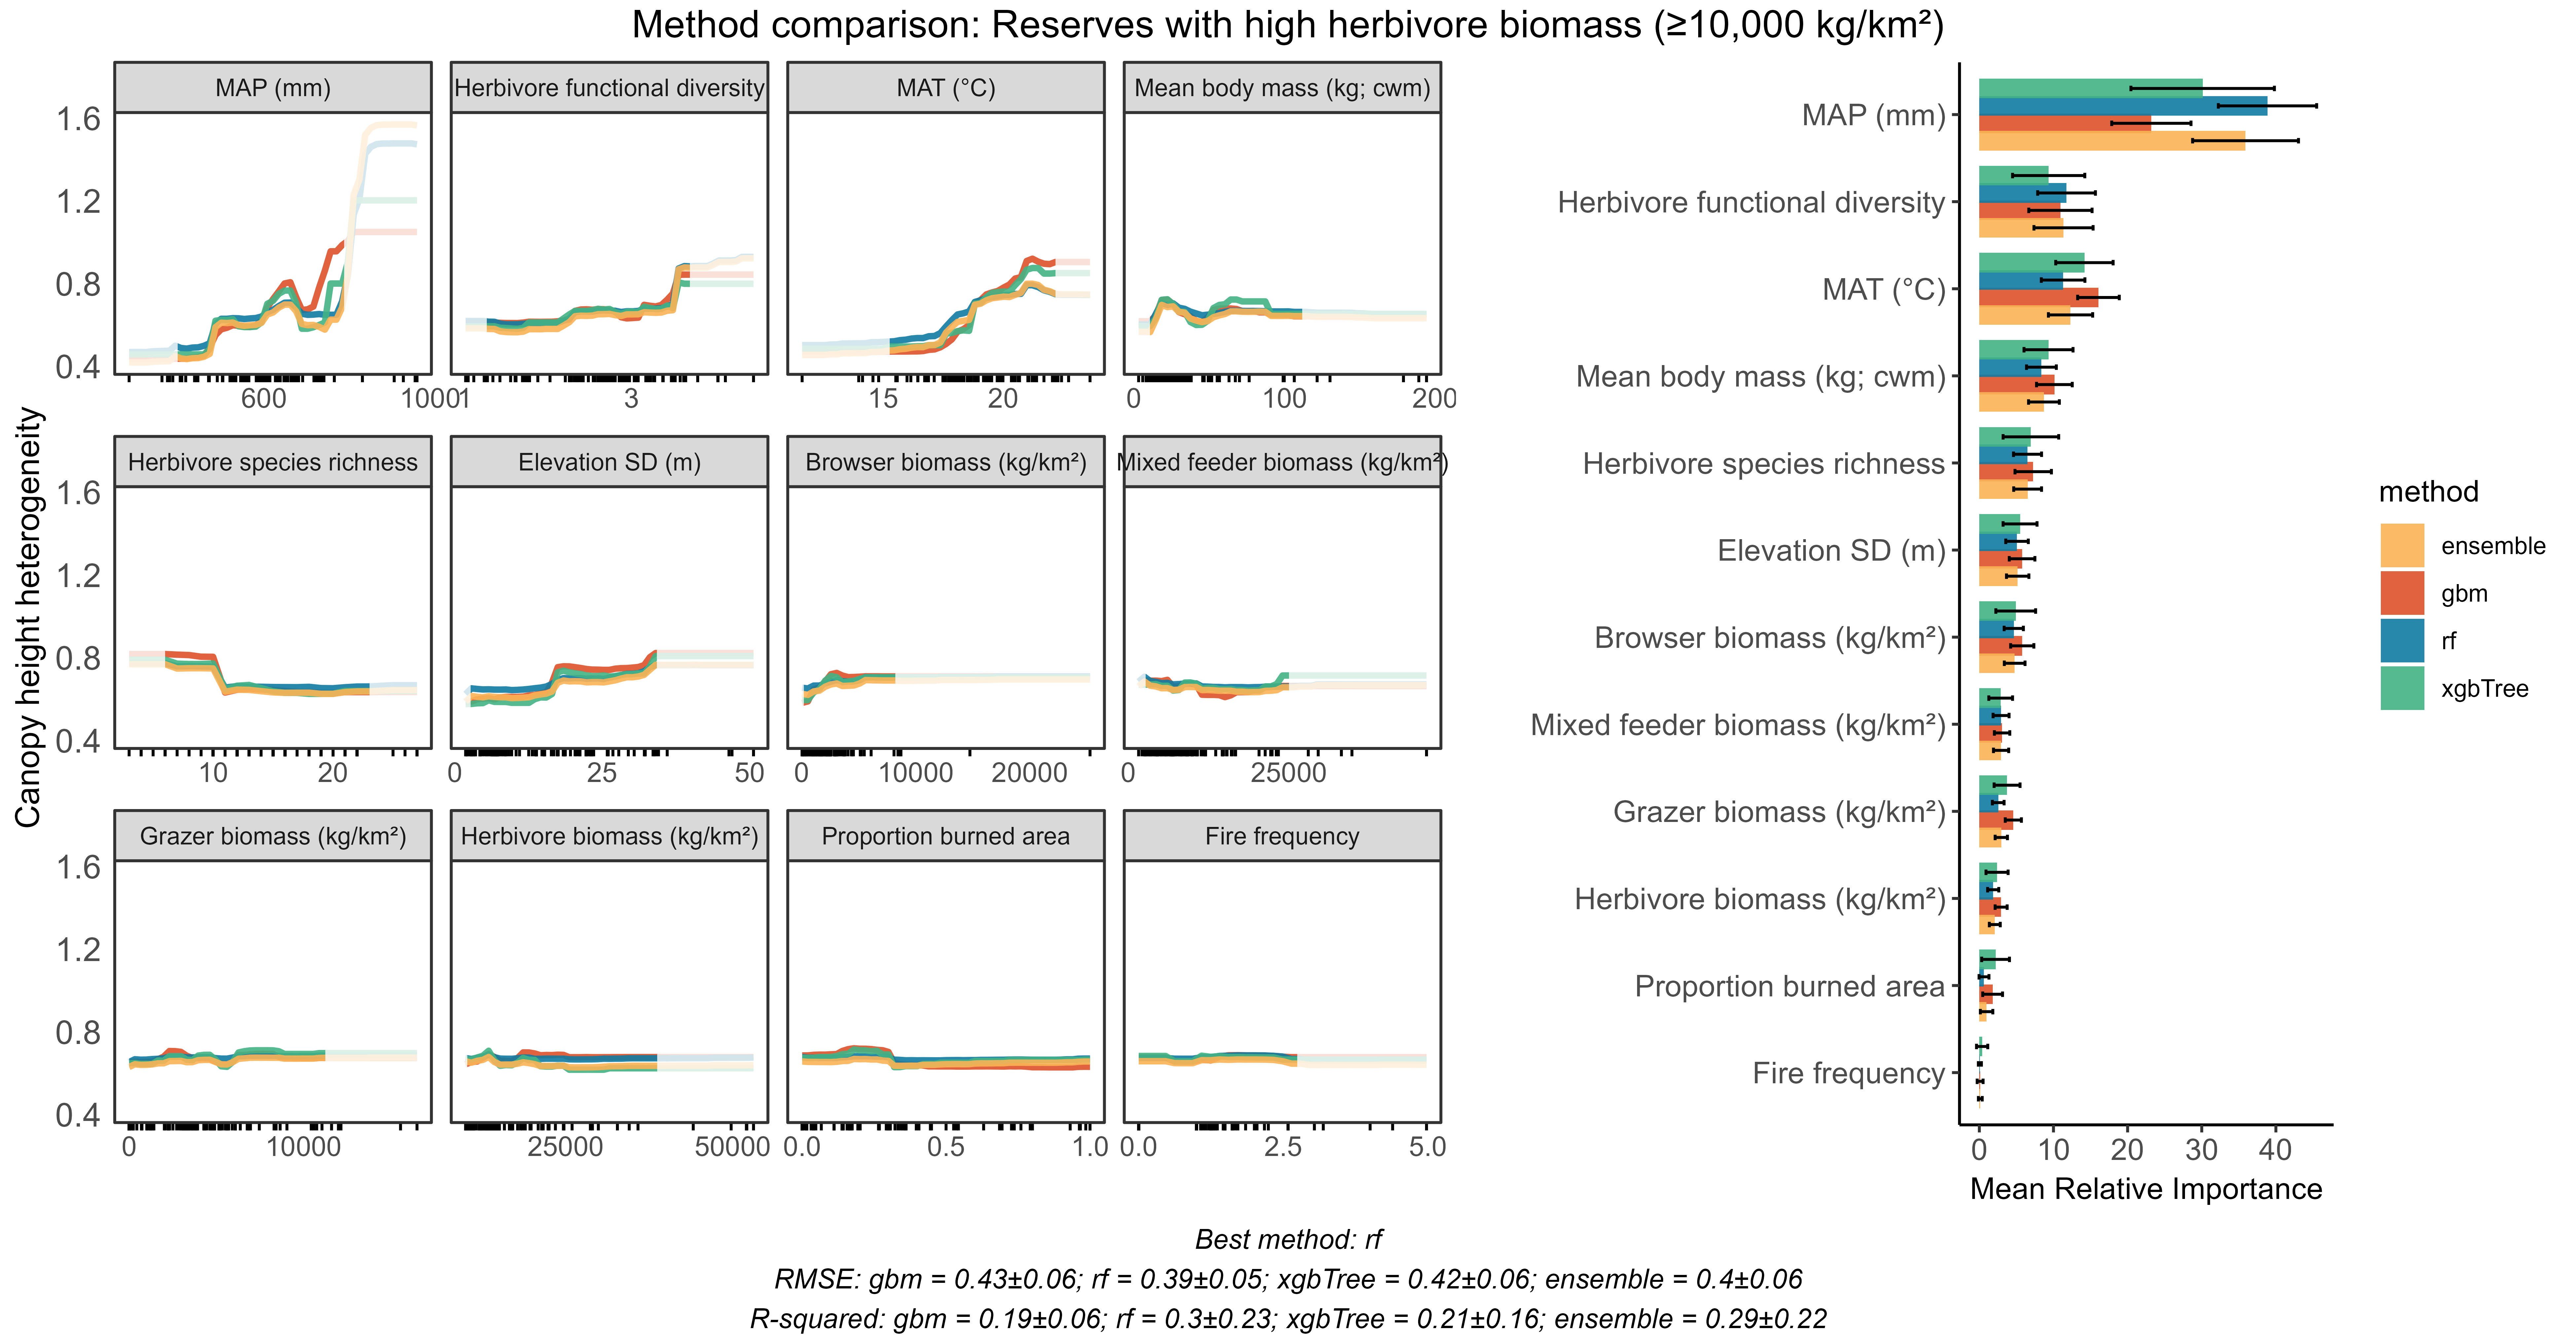 Method comparison: Reserves with high herbivore biomass (≥10,000 kg/km²)
Canopy height heterogeneity
MAP (mm)
Herbivore functional diversity
MAT (°C)
Mean body mass (kg; cwm)
1.6
1.2
0.8
0.4
600 1000
1 3
15 20
0 100 200
Herbivore species richness
Elevation SD (m)
Browser biomass (kg/km²)
Mixed feeder biomass (kg/km²)
1.6
1.2
0.8
0.4
10 20
0 25 50
0 10000 20000
0 25000
Grazer biomass (kg/km²)
Herbivore biomass (kg/km²)
Proportion burned area
Fire frequency
1.6
1.2
0.8
0.4
0 10000
25000 50000
0.0 0.5 1.0
0.0 2.5 5.0
MAP (mm)
Herbivore functional diversity
MAT (°C)
Mean body mass (kg; cwm)
Herbivore species richness
Elevation SD (m)
Browser biomass (kg/km²)
Mixed feeder biomass (kg/km²)
Grazer biomass (kg/km²)
Herbivore biomass (kg/km²)
Proportion burned area
Fire frequency
0 10 20 30 40
Mean Relative Importance
method
ensemble
gbm
rf
xgbTree
Best method: rf
RMSE: gbm = 0.43±0.06; rf = 0.39±0.05; xgbTree = 0.42±0.06; ensemble = 0.4±0.06
R-squared: gbm = 0.19±0.06; rf = 0.3±0.23; xgbTree = 0.21±0.16; ensemble = 0.29±0.22